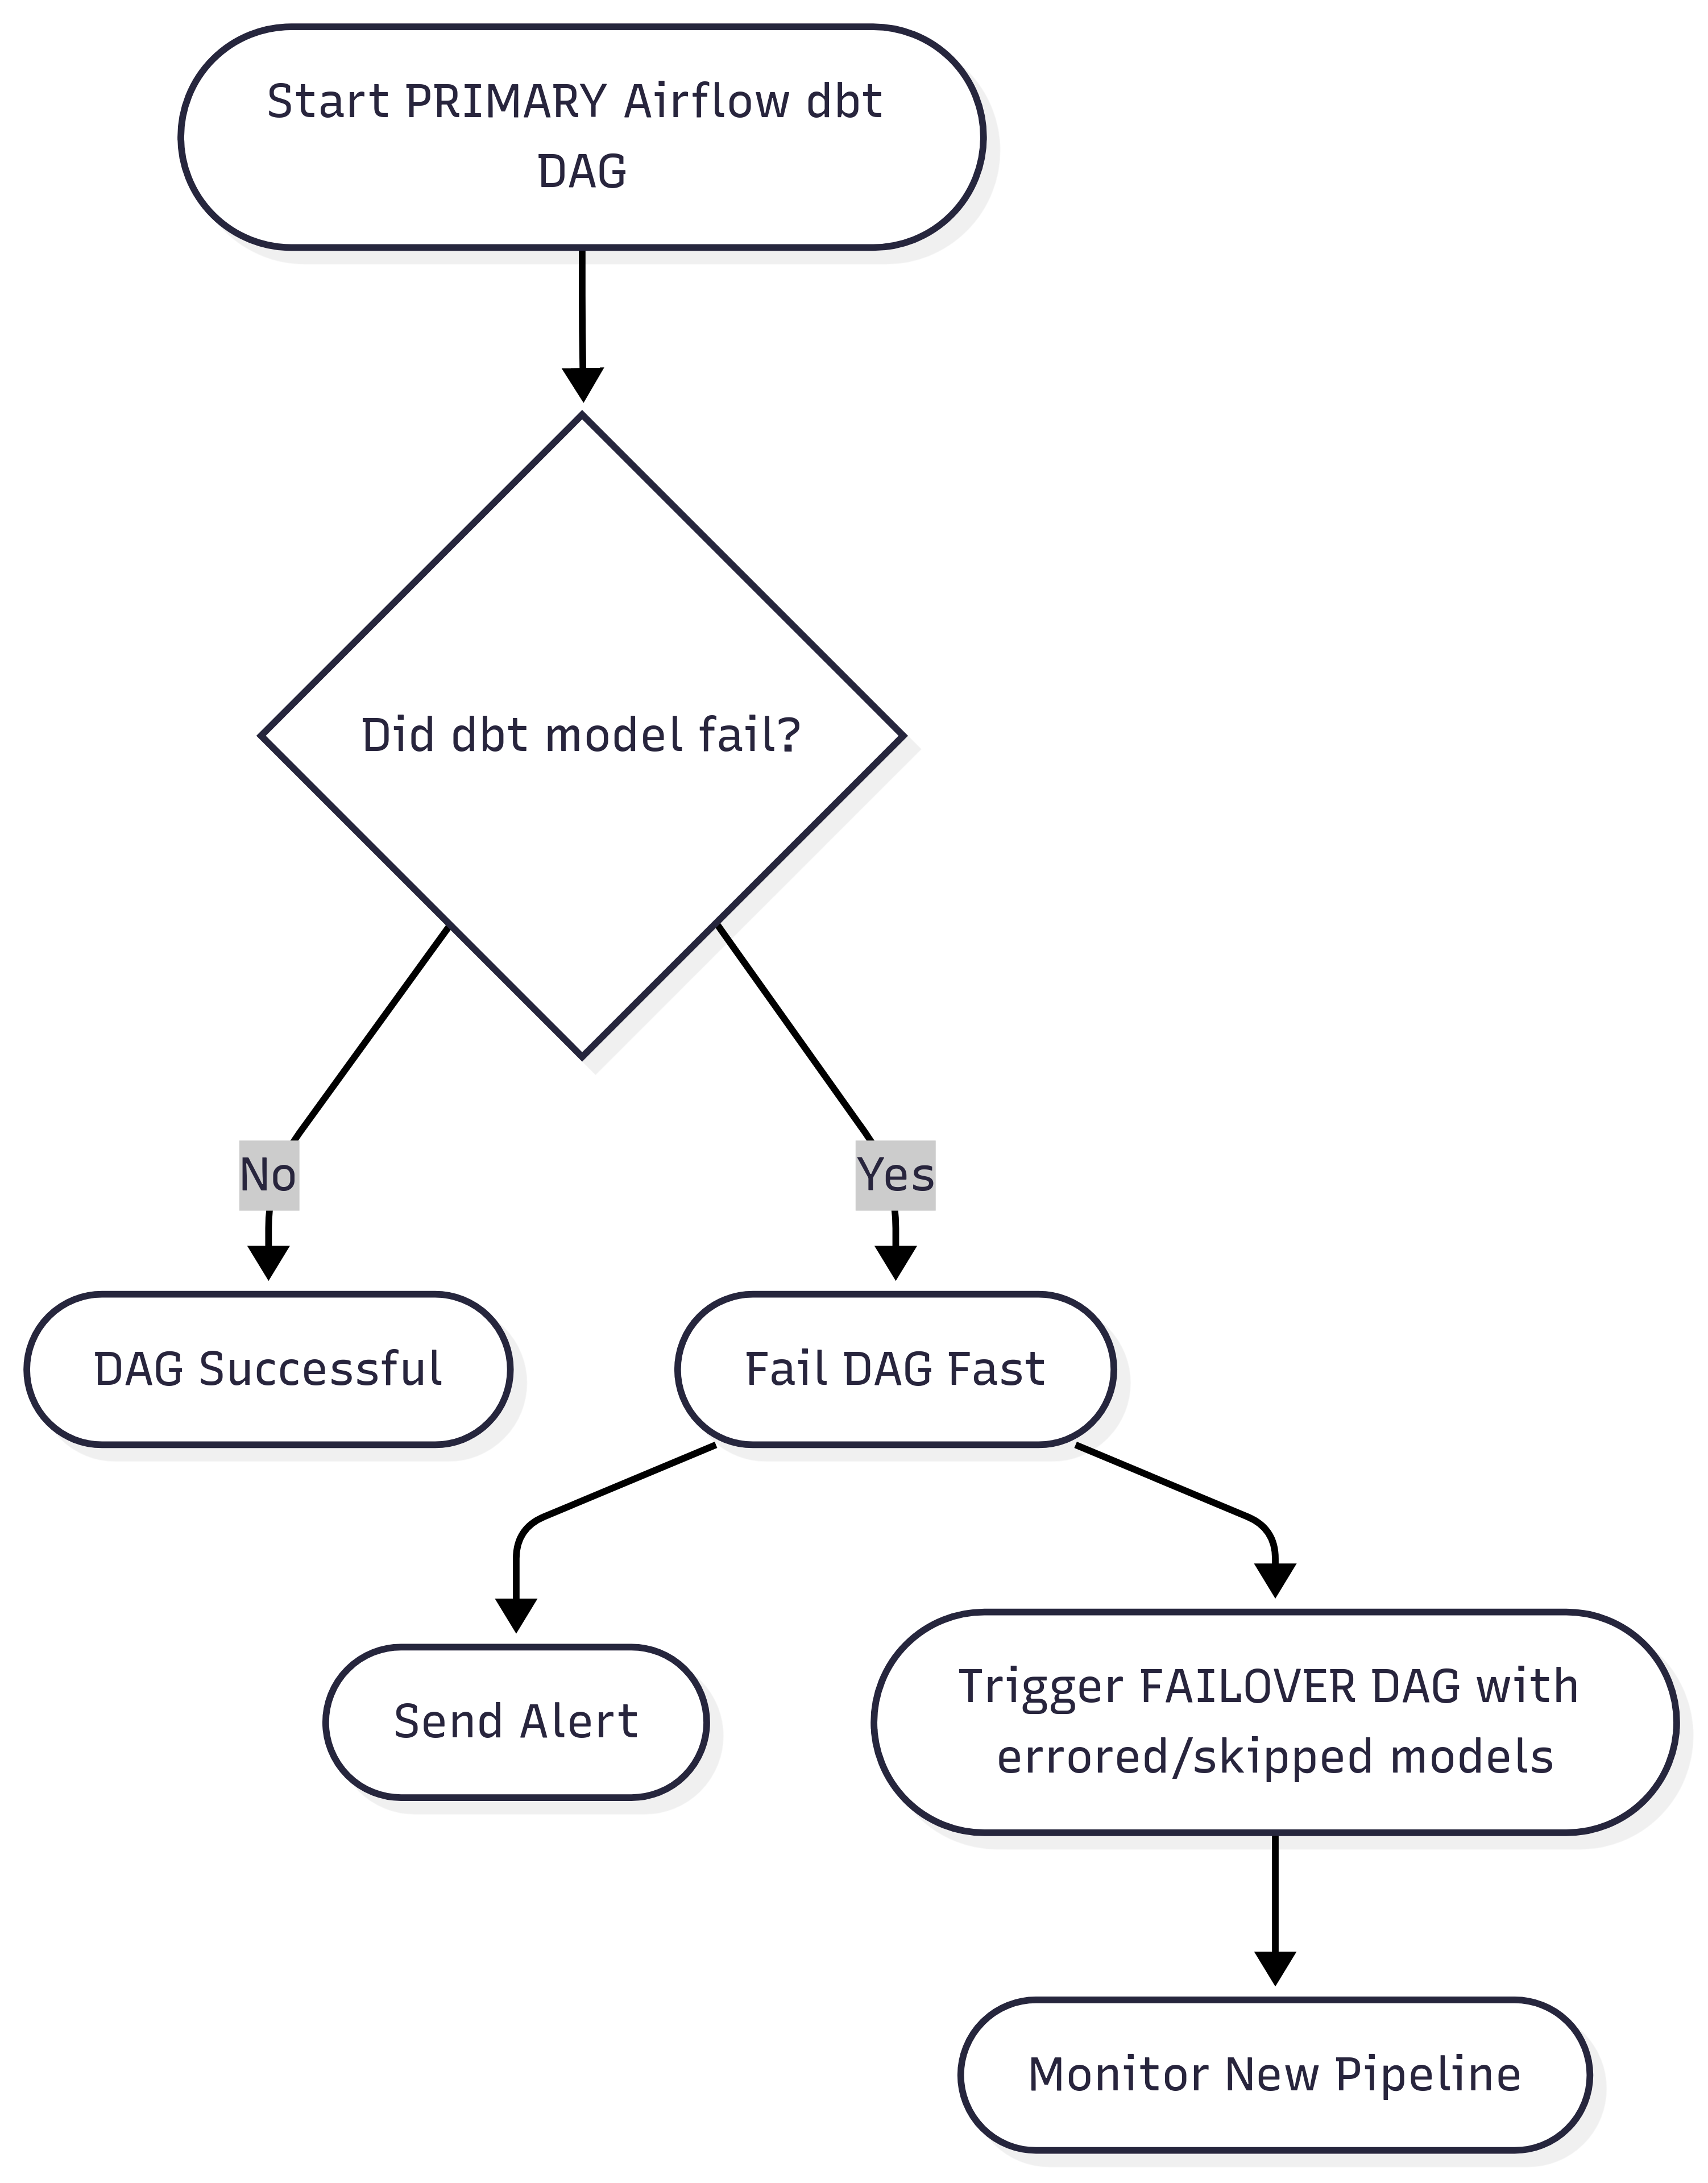 Start PRIMARY Airflow dbt
DAG
Did dbt model fail?
No
Yes
DAG Successful
Fail DAG Fast
Send Alert
Trigger FAILOVER DAG with
errored/skipped models
Monitor New Pipeline